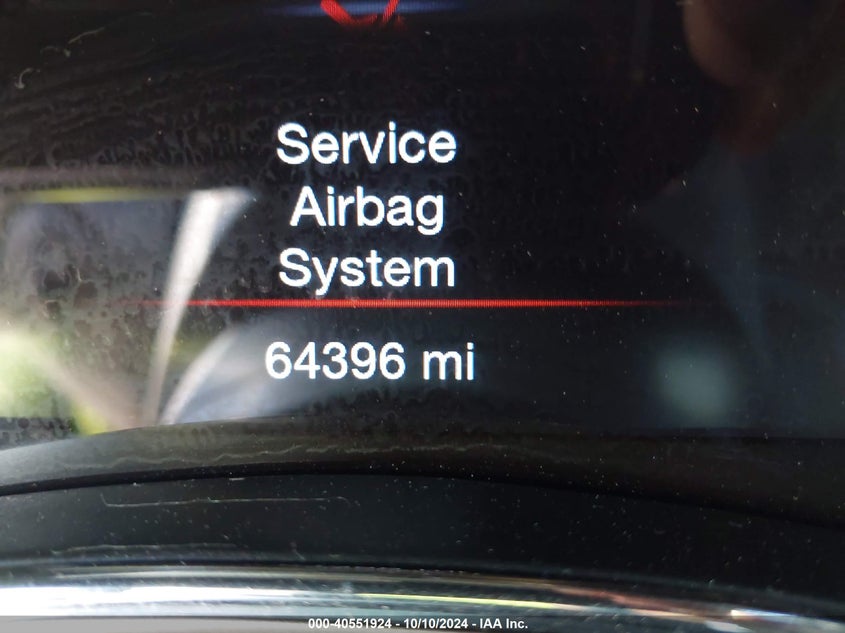 Service
Airbag
System
64396 mi
000-40551924 - 10/10/2024 - IAA Inc.